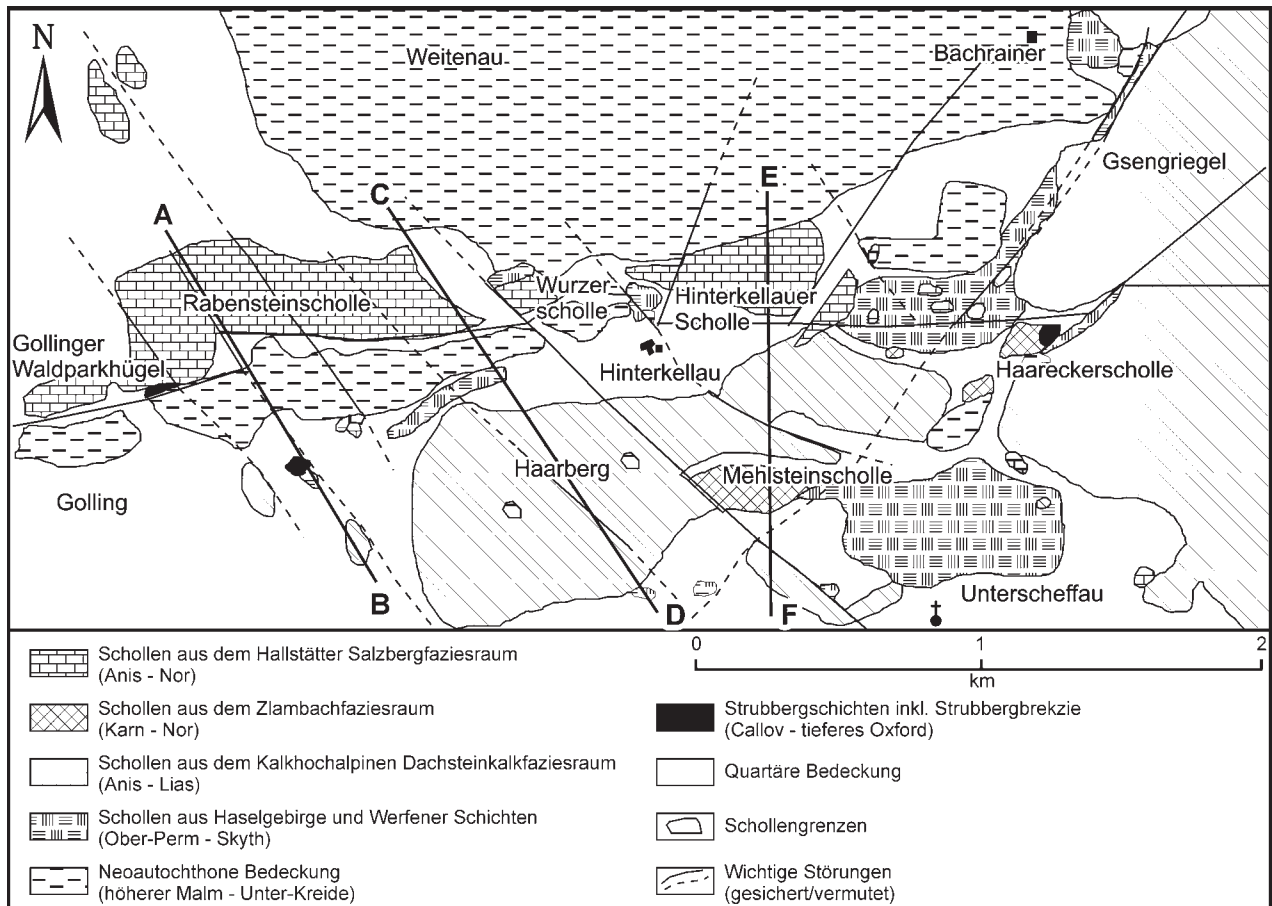 N
Weitenau
Bachrainer
Gsengriegel
A
C
E
Rabensteinscholle
Wurzer-
scholle
Hinterkellauer
Scholle
Gollinger
Waldparkhügel
Hinterkellau
Haareckerscholle
Haarberg
Mehlsteinscholle
Golling
Unterscheffau
B
D
F
0
1
2
km
Schollen aus dem Hallstätter Salzbergfaziesraum
(Anis - Nor)
Schollen aus dem Zlambachfaziesraum
(Karn - Nor)
Schollen aus dem Kalkhochalpinen Dachsteinkalkfaziesraum
(Anis - Lias)
Schollen aus Haselgebirge und Werfener Schichten
(Ober-Perm - Skyth)
Neoautochthone Bedeckung
(höherer Malm - Unter-Kreide)
Strubbergschichten inkl. Strubbergbrekzie
(Callov - tieferes Oxford)
Quartäre Bedeckung
Schollengrenzen
Wichtige Störungen
(gesichert/vermutet)